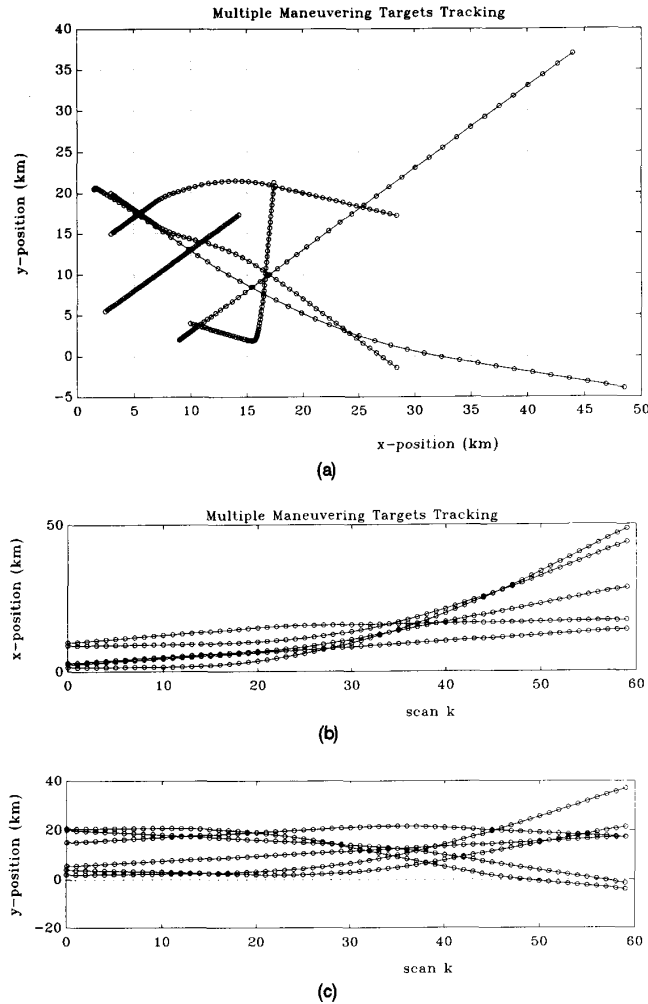 Multiple Maneuvering Targets Tracking
40
35
30
25
20
15
10
5
0
-5
y-position (km)
0 5 10 15 20 25 30 35 40 45 50
x-position (km)
(a)
Multiple Maneuvering Targets Tracking
50
0
x-position (km)
0 10 20 30 40 50 60
scan k
(b)
40
20
0
-20
y-position (km)
0 10 20 30 40 50 60
scan k
(c)